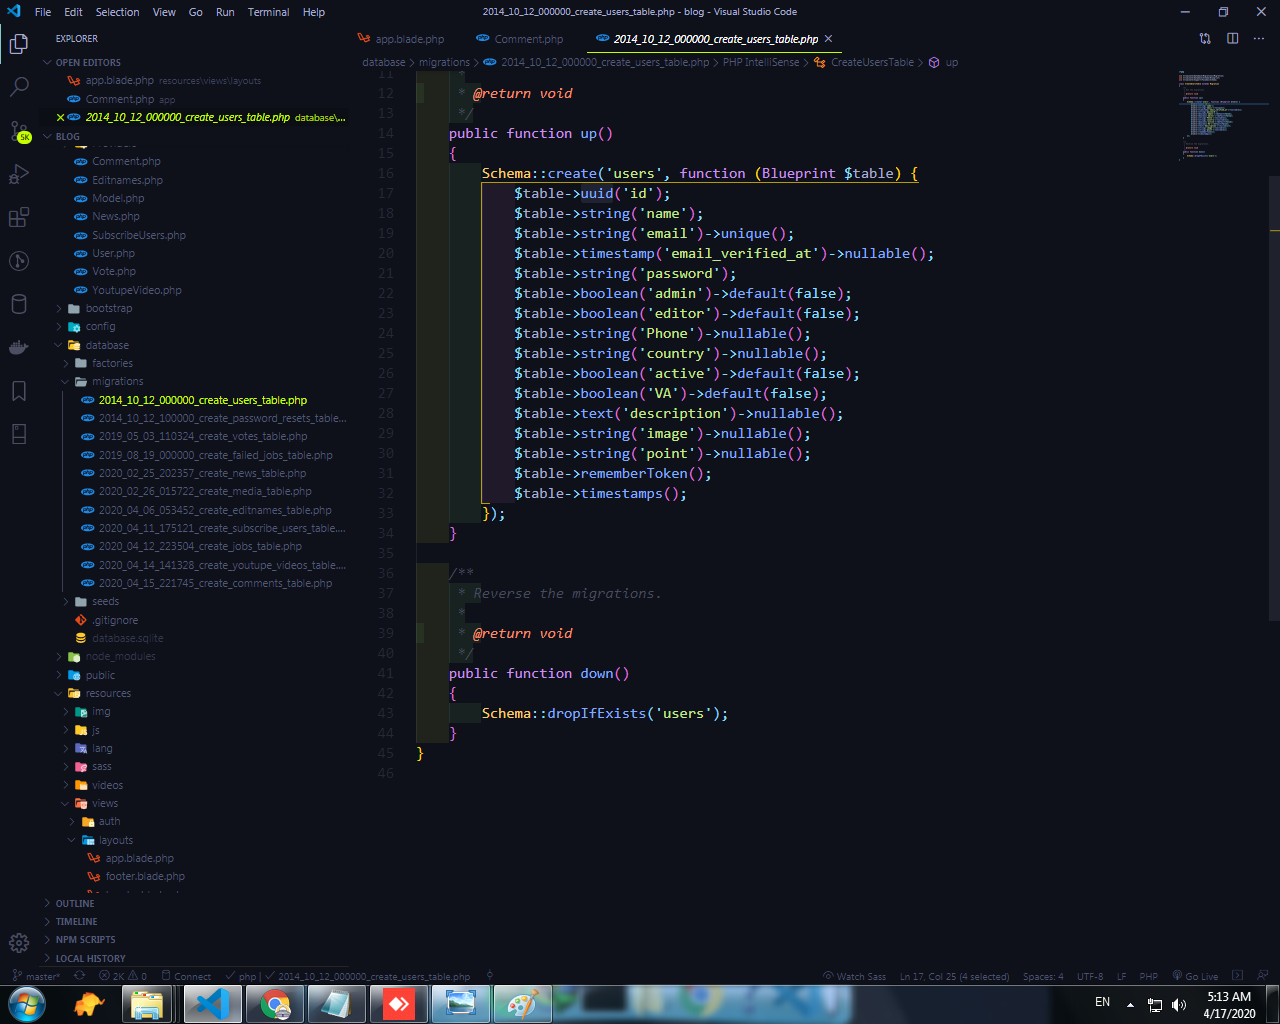 File Edit Selection View Go Run Terminal Help
2014_10_12_000000_create_users_table.php - blog - Visual Studio Code
EXPLORER
OPEN EDITORS
app.blade.php resources\views\layouts
Comment.php app
2014_10_12_000000_create_users_table.php database\...
BLOG
Comment.php
Editnames.php
Model.php
News.php
SubscribeUsers.php
User.php
Vote.php
YoutupeVideo.php
bootstrap
config
database
factories
migrations
2014_10_12_000000_create_users_table.php
2014_10_12_100000_create_password_resets_table...
2019_05_03_110324_create_votes_table.php
2019_08_19_000000_create_failed_jobs_table.php
2020_02_25_202357_create_news_table.php
2020_02_26_015722_create_media_table.php
2020_04_06_053452_create_editnames_table.php
2020_04_11_175121_create_subscribe_users_table....
2020_04_12_223504_create_jobs_table.php
2020_04_14_141328_create_youtupe_videos_table....
2020_04_15_221745_create_comments_table.php
seeds
.gitignore
database.sqlite
node_modules
public
resources
img
js
lang
sass
videos
views
auth
layouts
app.blade.php
footer.blade.php
OUTLINE
TIMELINE
NPM SCRIPTS
LOCAL HISTORY
5K
app.blade.php Comment.php 2014_10_12_000000_create_users_table.php
database > migrations > 2014_10_12_000000_create_users_table.php > PHP IntelliSense > CreateUsersTable > up
11 *
12 * @return void
13 */
14 public function up()
15 {
16 Schema::create('users', function (Blueprint $table) {
17 $table->uuid('id');
18 $table->string('name');
19 $table->string('email')->unique();
20 $table->timestamp('email_verified_at')->nullable();
21 $table->string('password');
22 $table->boolean('admin')->default(false);
23 $table->boolean('editor')->default(false);
24 $table->string('Phone')->nullable();
25 $table->string('country')->nullable();
26 $table->boolean('active')->default(false);
27 $table->boolean('VA')->default(false);
28 $table->text('description')->nullable();
29 $table->string('image')->nullable();
30 $table->string('point')->nullable();
31 $table->rememberToken();
32 $table->timestamps();
33 });
34 }
35
36 /**
37 * Reverse the migrations.
38 *
39 * @return void
40 */
41 public function down()
42 {
43 Schema::dropIfExists('users');
44 }
45 }
46
master* 2K 0 Connect php | 2014_10_12_000000_create_users_table.php Watch Sass Ln 17, Col 25 (4 selected) Spaces: 4 UTF-8 LF PHP Go Live
EN 5:13 AM
4/17/2020